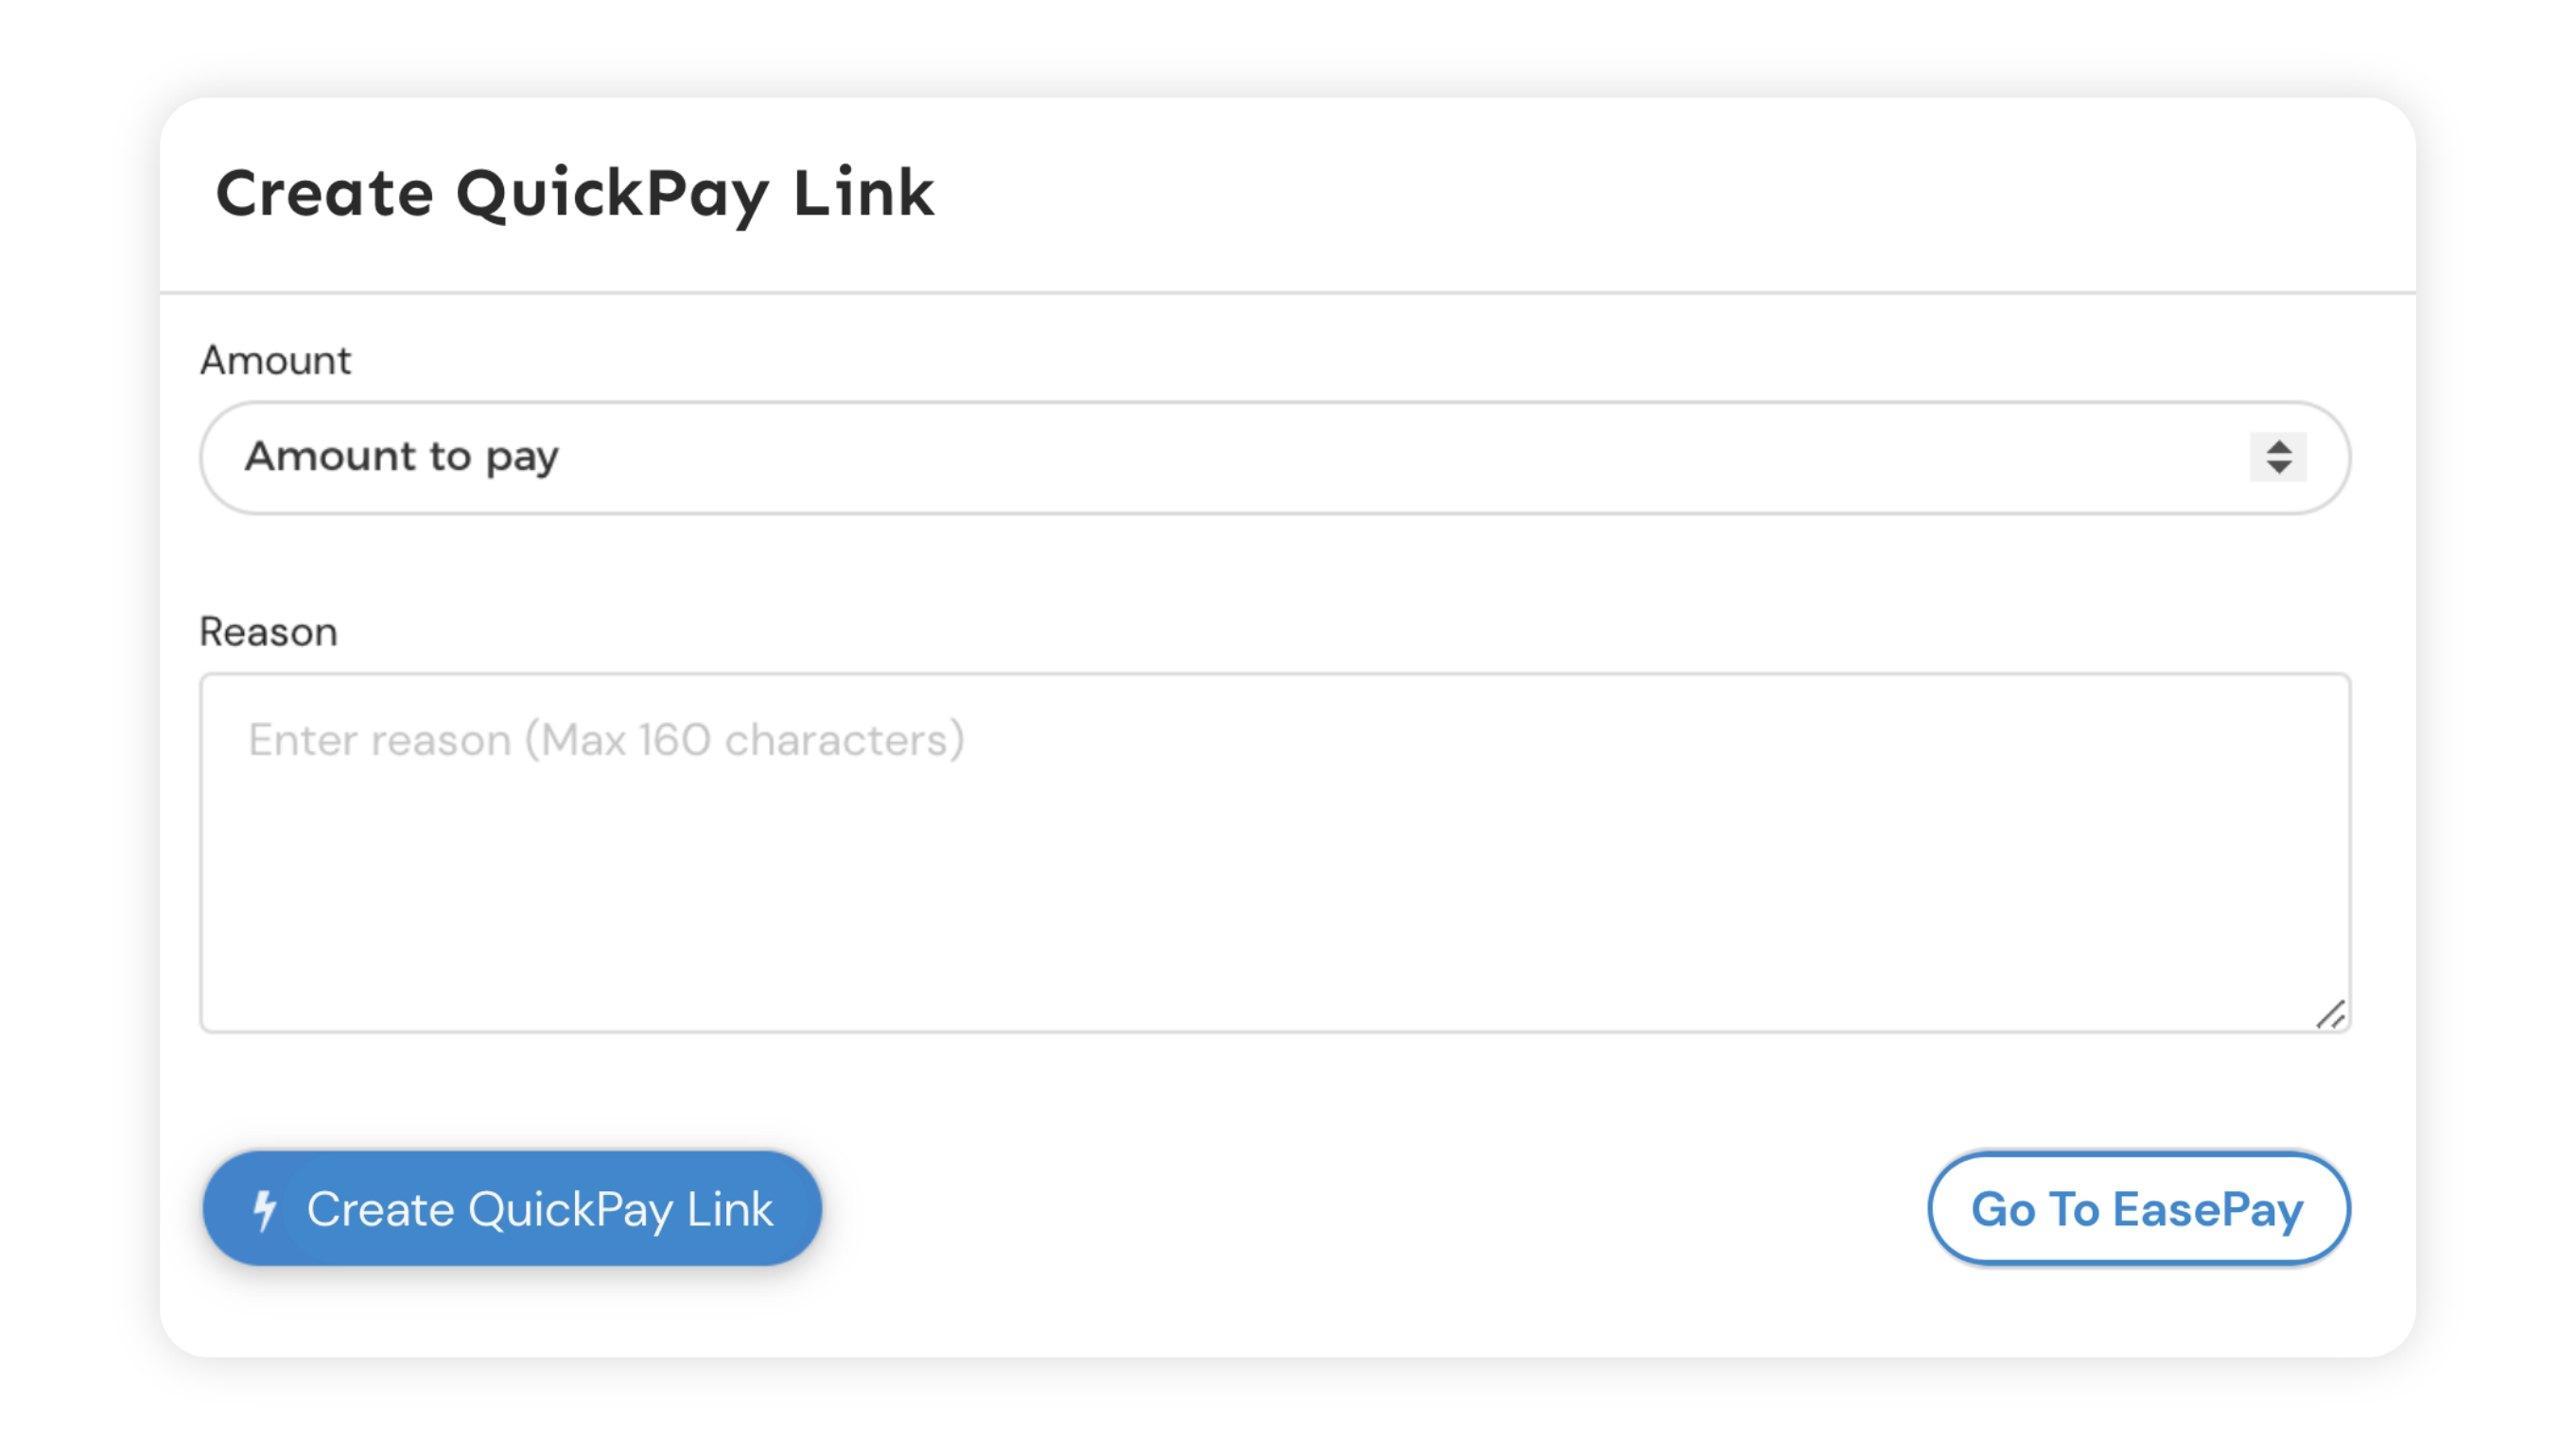 Create QuickPay Link
Amount
Amount to pay
Reason
Enter reason (Max 160 characters)
Create QuickPay Link
Go To EasePay